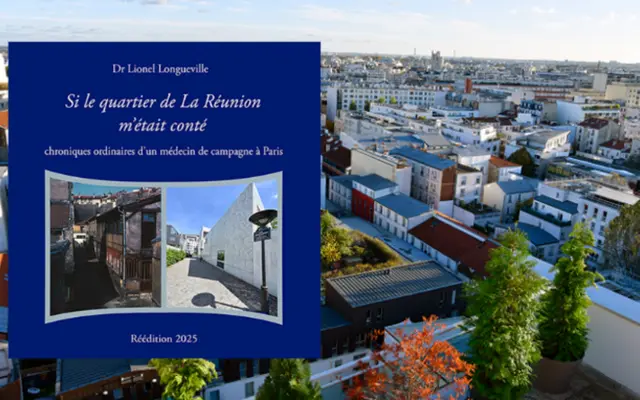 Dr Lionel Longueville
Si le quartier de La Réunion
m'était conté
chroniques ordinaires d'un médecin de campagne à Paris
Réédition 2025